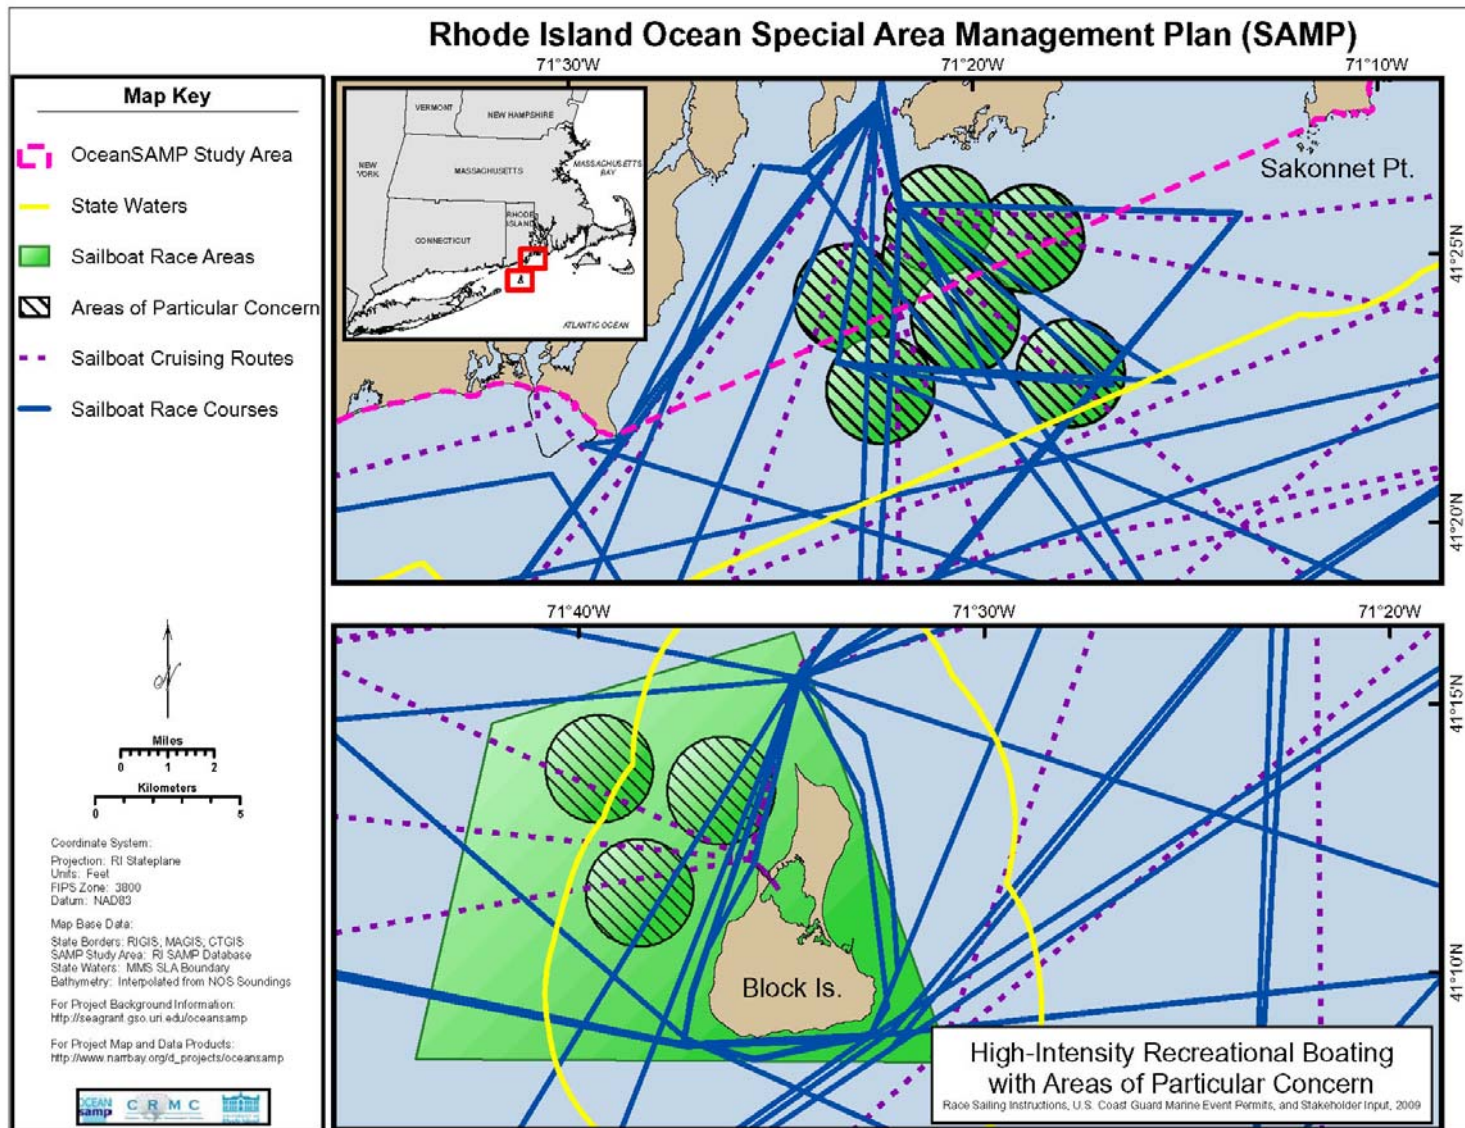 Rhode Island Ocean Special Area Management Plan (SAMP)
Map Key
OceanSAMP Study Area
State Waters
Sailboat Race Areas
Areas of Particular Concern
Sailboat Cruising Routes
Sailboat Race Courses
Miles
0 1 2
Kilometers
0 5
Coordinate System:
Projection: RI Stateplane
Units: Feet
FIPS Zone: 3800
Datum: NAD83
Map Base Data:
State Borders: RIGIS; MAGIS; CTGIS
SAMP Study Area: RI SAMP Database
State Waters: MMS SLA Boundary
Bathymetry: Interpolated from NOS Soundings
For Project Background Information:
http://seagrant.gso.uri.edu/oceansamp
For Project Map and Data Products:
http://www.narrbay.org/d_projects/oceansamp
OCEAN
samp
CRMC
71°30'W 71°20'W 71°10'W
VERMONT
NEW HAMPSHIRE
NEW
YORK
MASSACHUSETTS
MASSACHUSETTS
BAY
CONNECTICUT
RHODE
ISLAND
ATLANTIC OCEAN
Sakonnet Pt.
41°25'N
41°20'N
71°40'W 71°30'W 71°20'W
41°15'N
41°10'N
Block Is.
High-Intensity Recreational Boating
with Areas of Particular Concern
Race Sailing Instructions, U.S. Coast Guard Marine Event Permits, and Stakeholder Input, 2009